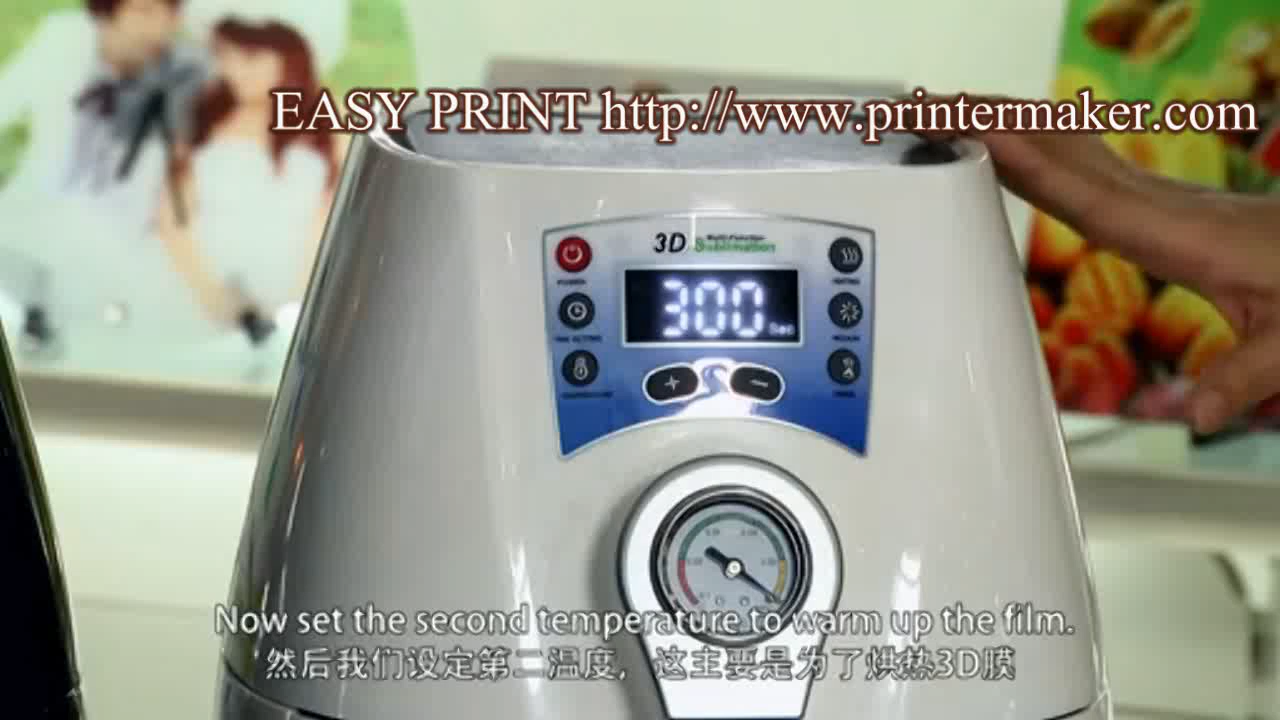 EASY PRINT http://www.printermaker.com
3D Sublimation
300 Sec
Now set the second temperature to warm up the film.
然后我们设定第二温度， 这主要是为了烘热3D膜